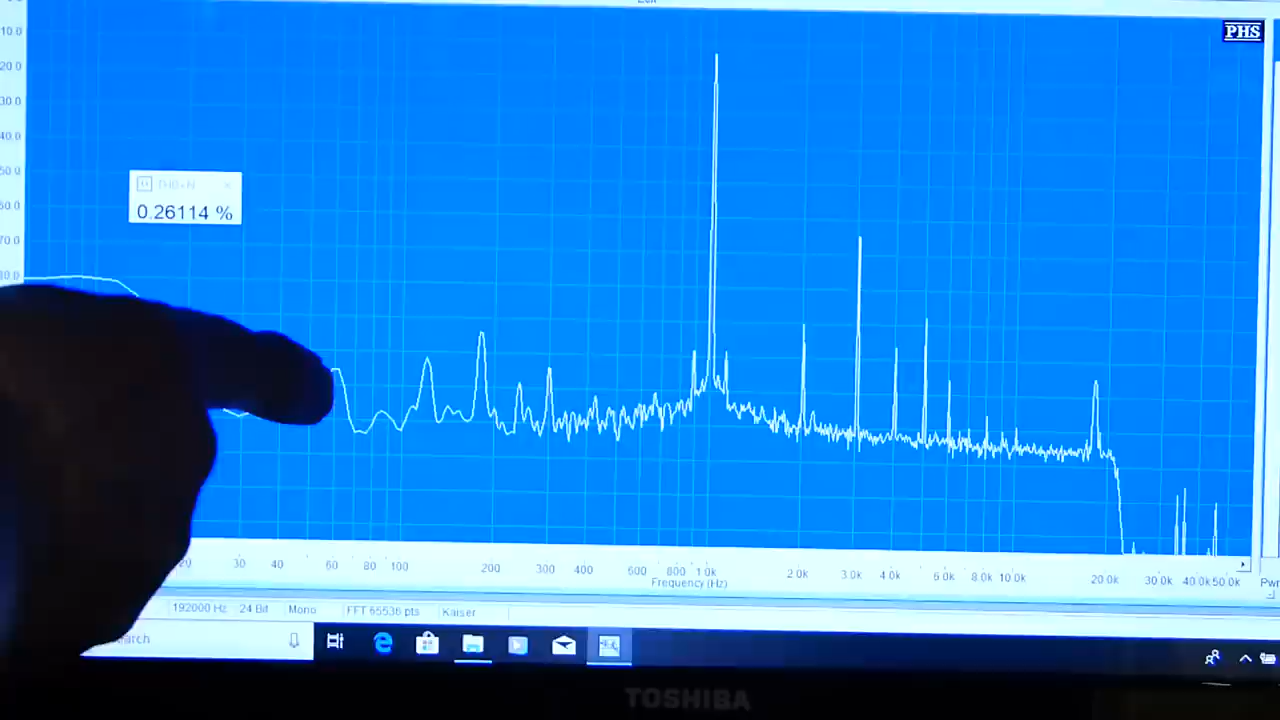 10.0
20.0
30.0
40.0
50.0
60.0
70.0
80.0
PHS
THD+N
0.26114 %
20 30 40 60 80 100 200 300 400 600 800 1.0k 2.0k 3.0k 4.0k 6.0k 8.0k 10.0k 20.0k 30.0k 40.0k 50.0k
Frequency (Hz)
Pwr
192000 Hz 24 Bit Mono FFT 65536 pts Kaiser
earch
TOSHIBA